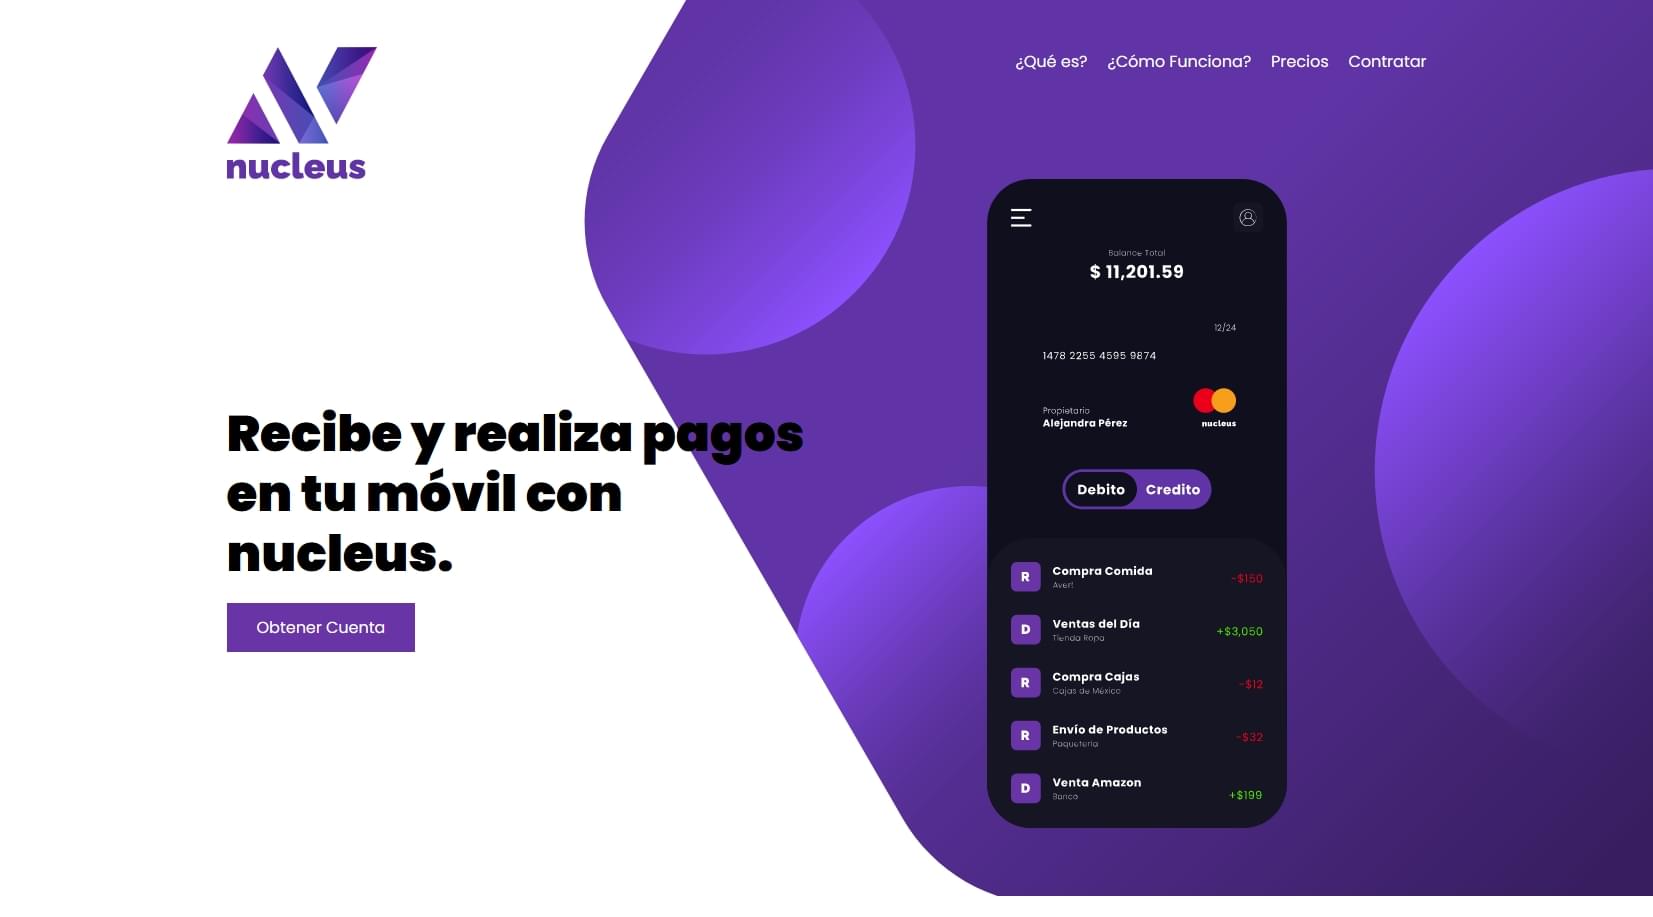 nucleus
¿Qué es? ¿Cómo Funciona? Precios Contratar
Recibe y realiza pagos
en tu móvil con
nucleus.
Obtener Cuenta
Balance Total
$ 11,201.59
12/24
1478 2255 4595 9874
Propietario
Alejandra Pérez
nucleus
Debito Credito
R Compra Comida -$150
Aver!
D Ventas del Día +$3,050
Tienda Ropa
R Compra Cajas -$12
Cajas de México
R Envío de Productos -$32
Paquetería
D Venta Amazon +$199
Banco